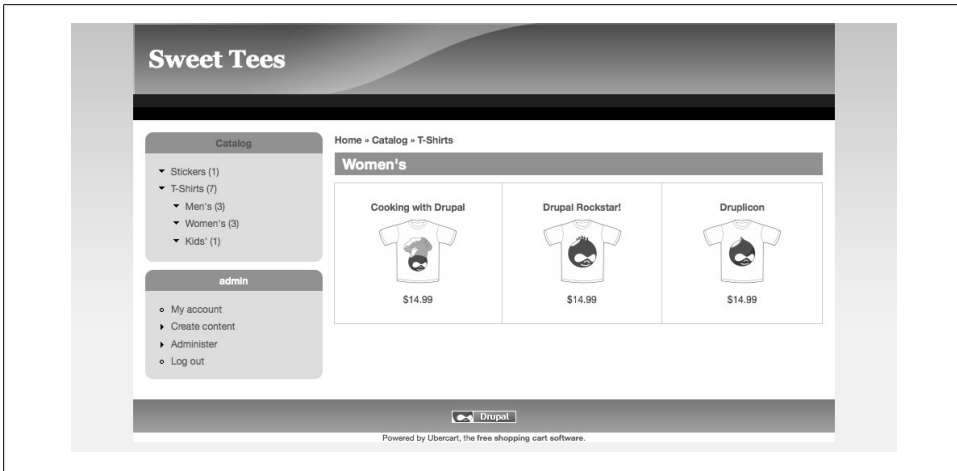 Sweet Tees
Catalog
Stickers (1)
T-Shirts (7)
Men's (3)
Women's (3)
Kids' (1)
admin
My account
Create content
Administer
Log out
Home » Catalog » T-Shirts
Women's
Cooking with Drupal
$14.99
Drupal Rockstar!
$14.99
Druplicon
$14.99
Drupal
Powered by Ubercart, the free shopping cart software.